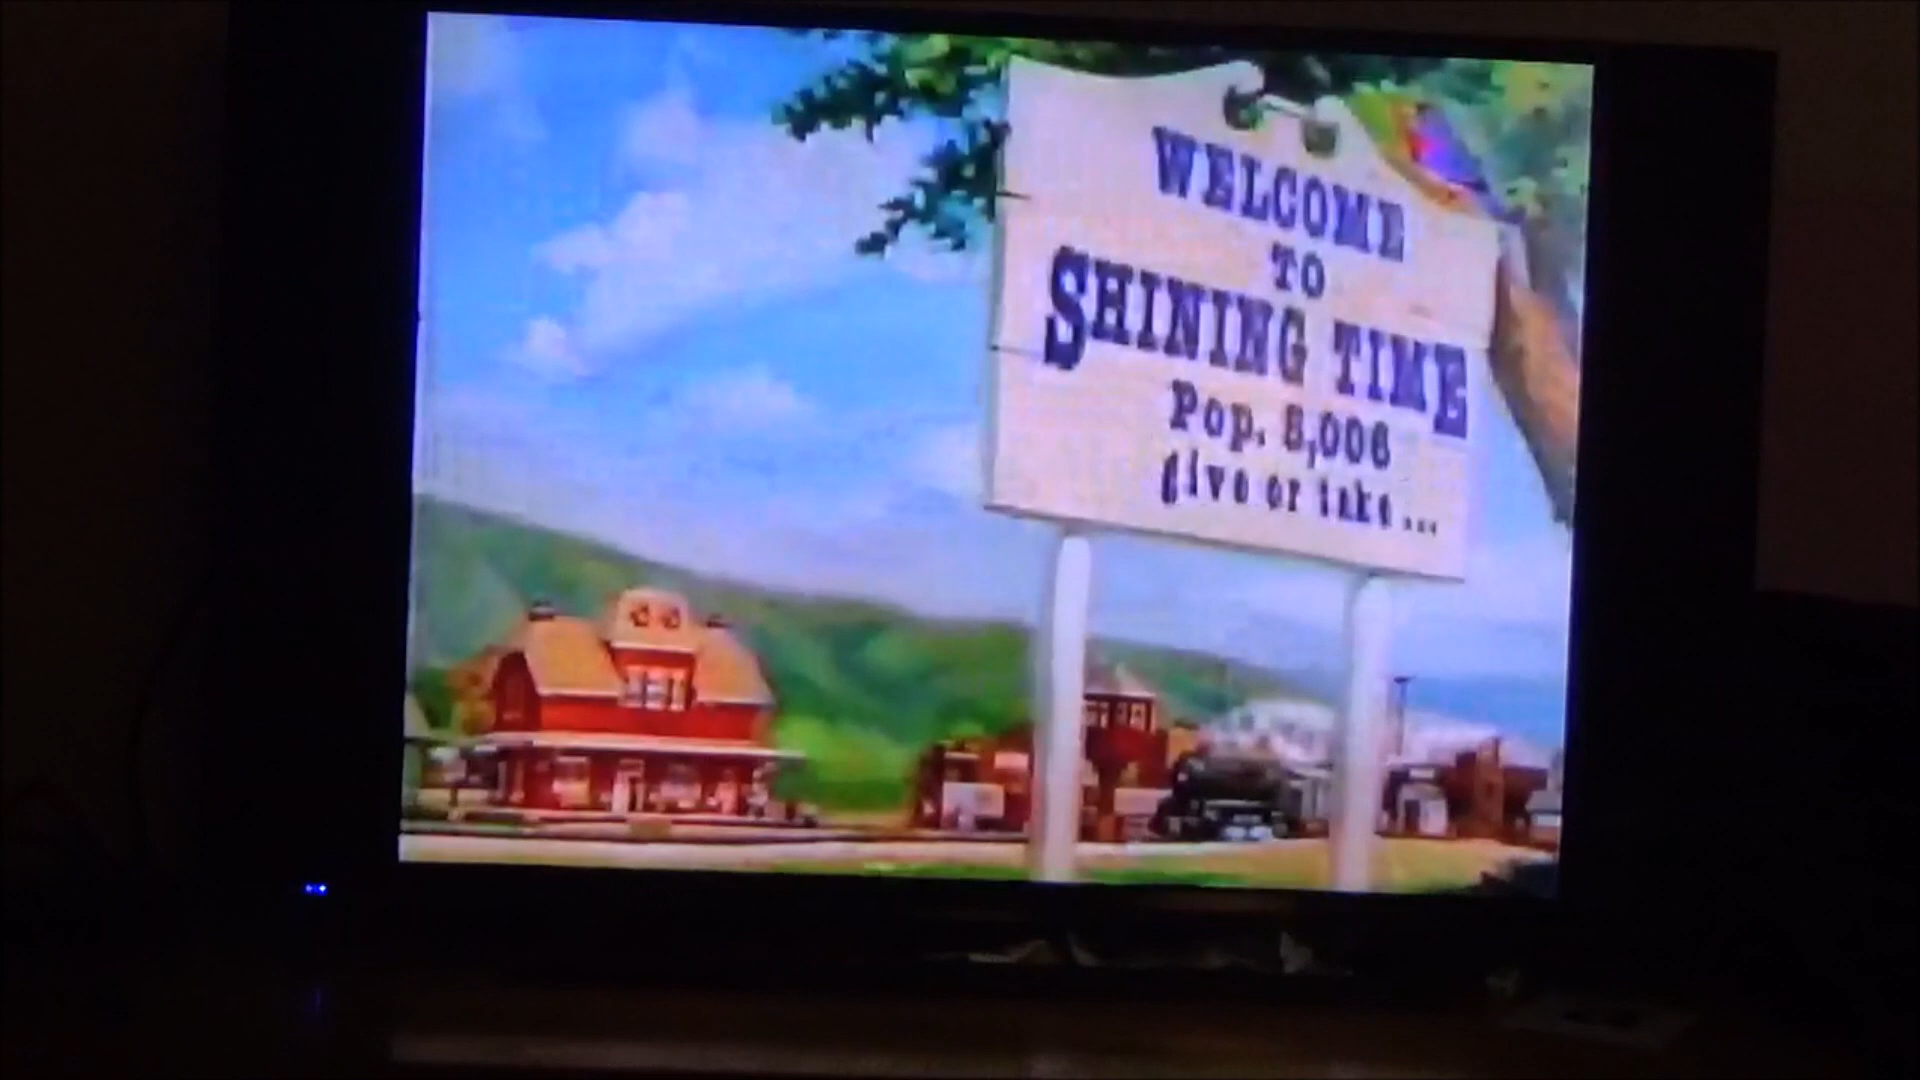 WELCOME
TO
SHINING TIME
Pop. 8,006
give or take...